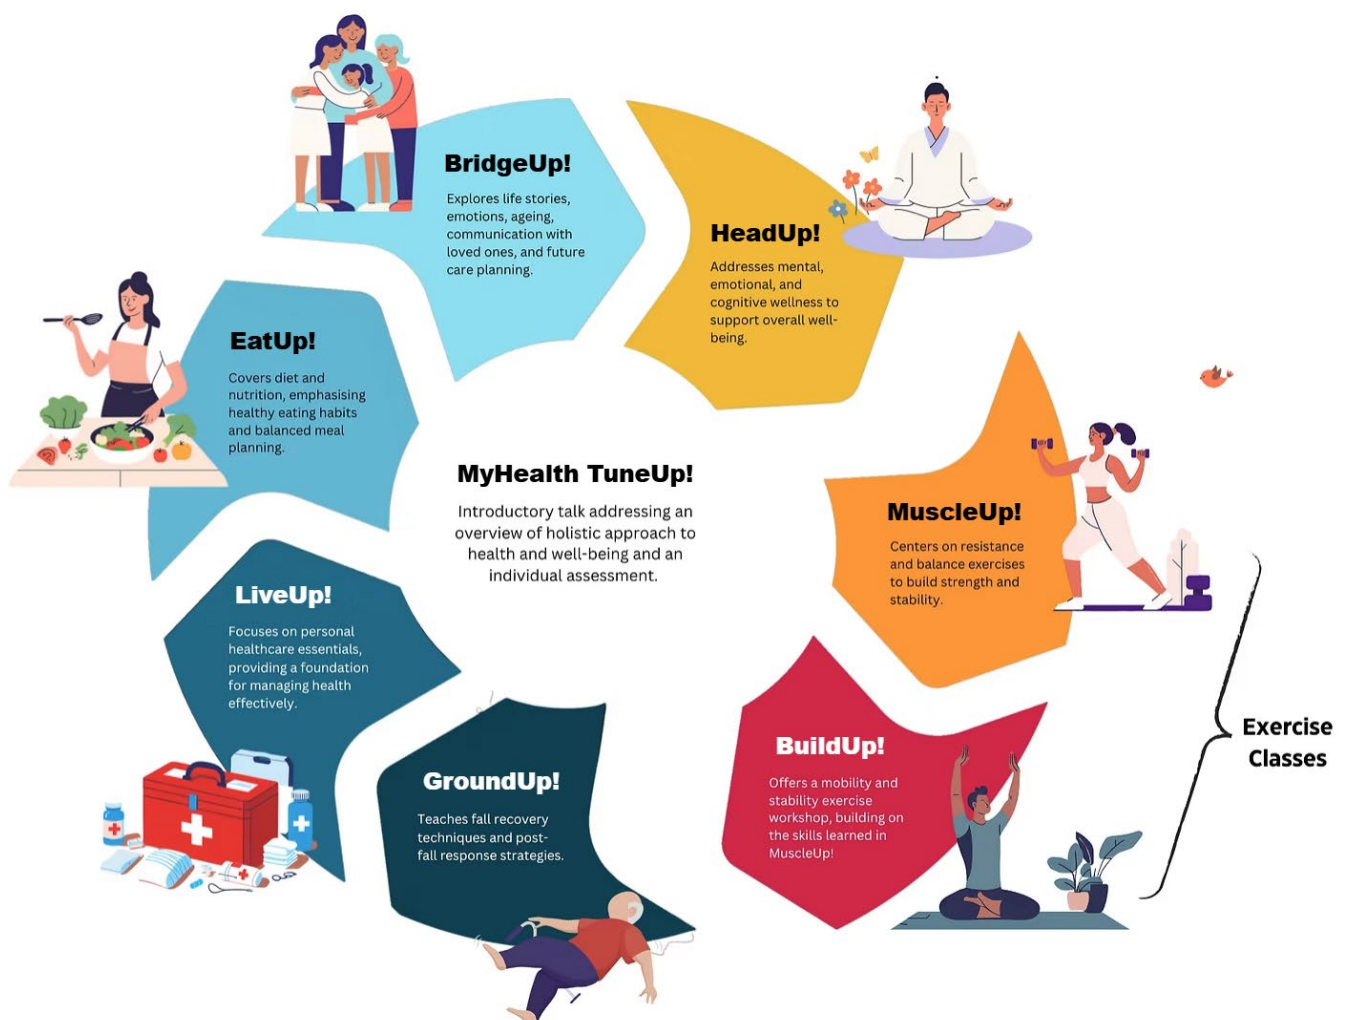 BridgeUp!
Explores life stories,
emotions, ageing,
communication with
loved ones, and future
care planning.
HeadUp!
Addresses mental,
emotional, and
cognitive wellness to
support overall well-
being.
EatUp!
Covers diet and
nutrition, emphasising
healthy eating habits
and balanced meal
planning.
MyHealth TuneUp!
Introductory talk addressing an
overview of holistic approach to
health and well-being and an
individual assessment.
MuscleUp!
Centers on resistance
and balance exercises
to build strength and
stability.
LiveUp!
Focuses on personal
healthcare essentials,
providing a foundation
for managing health
effectively.
GroundUp!
Teaches fall recovery
techniques and post-
fall response strategies.
BuildUp!
Offers a mobility and
stability exercise
workshop, building on
the skills learned in
MuscleUp!
Exercise
Classes